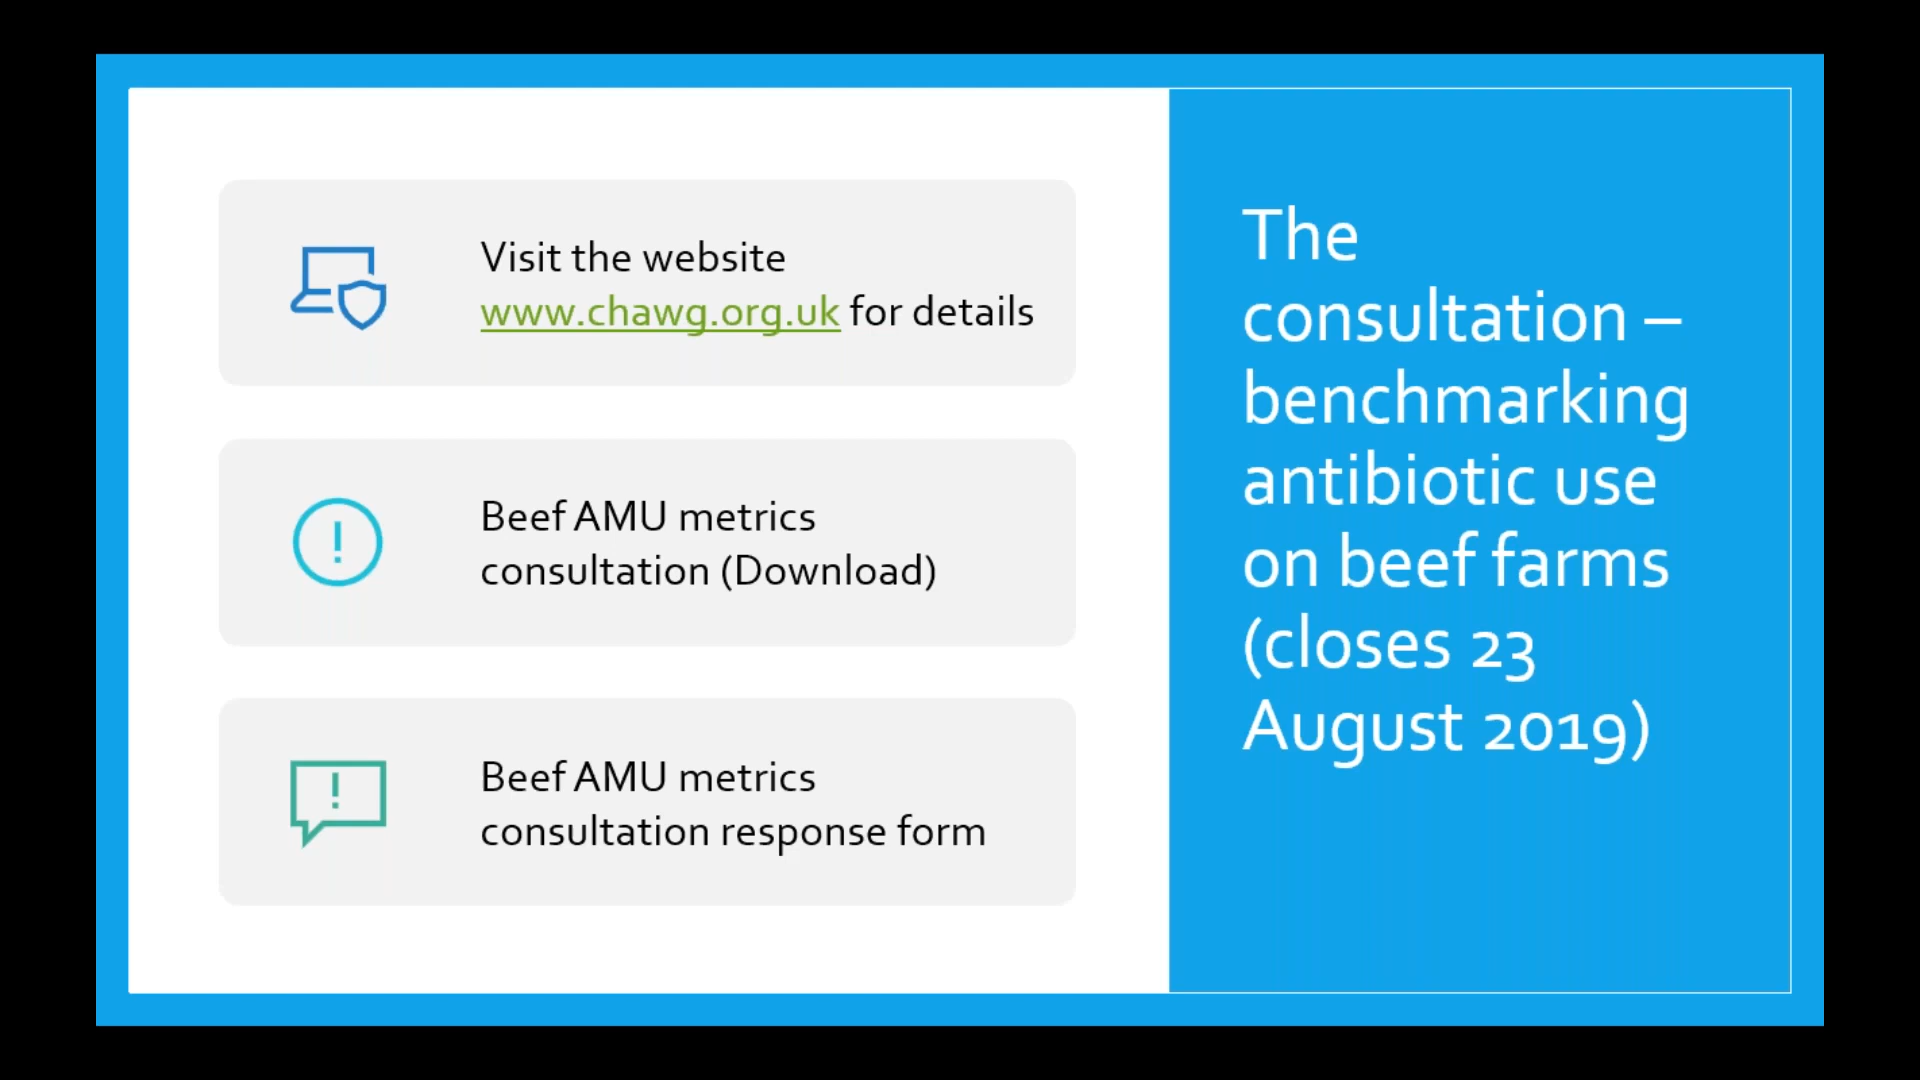 Visit the website
www.chawg.org.uk for details
Beef AMU metrics
consultation (Download)
Beef AMU metrics
consultation response form
The
consultation –
benchmarking
antibiotic use
on beef farms
(closes 23
August 2019)